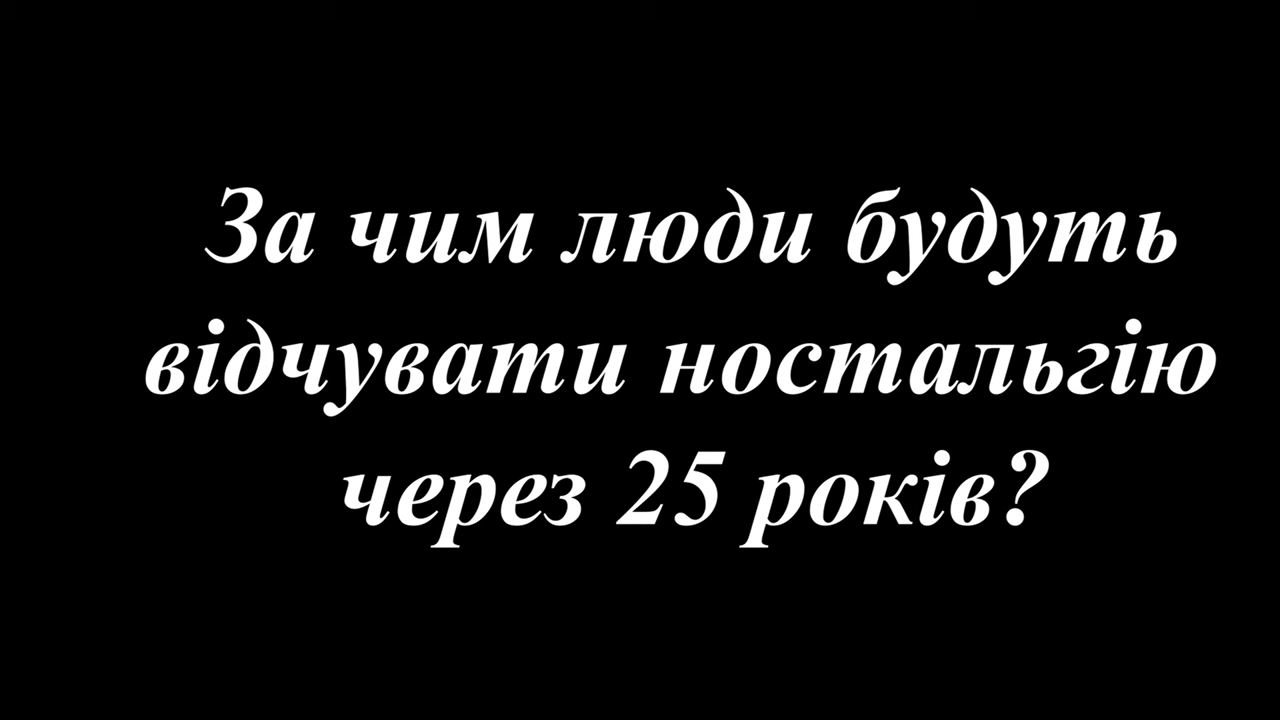 За чим люди будуть
відчувати ностальгію
через 25 років?